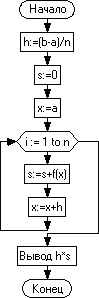 Начало
h:=(b-a)/n
s:=0
x:=a
i := 1 to n
s:=s+f(x)
x:=x+h
Вывод h*s
Конец